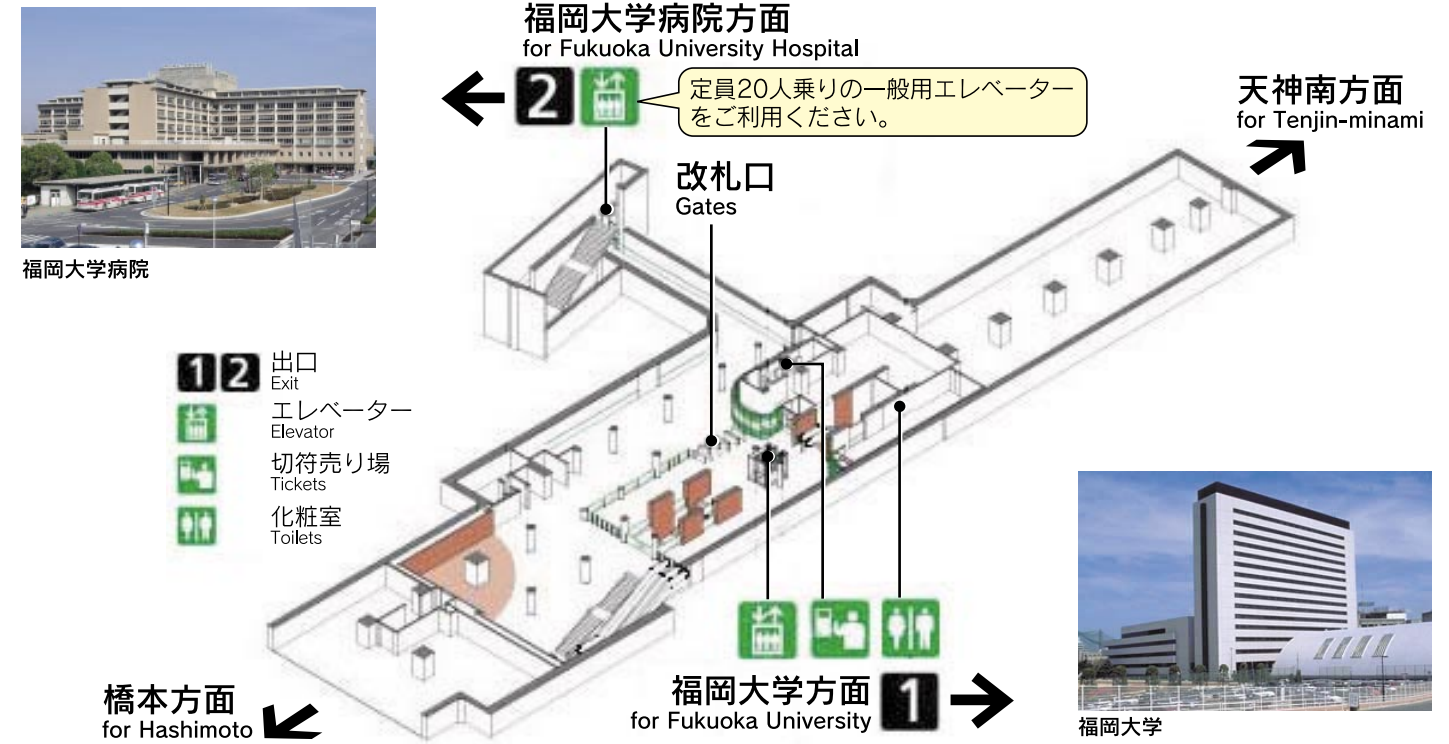 福岡大学病院方面
for Fukuoka University Hospital
2
定員20人乗りの一般用エレベーター
をご利用ください。
天神南方面
for Tenjin-minami
改札口
Gates
福岡大学病院
1 2 出口
Exit
エレベーター
Elevator
切符売り場
Tickets
化粧室
Toilets
橋本方面
for Hashimoto
福岡大学方面
for Fukuoka University
1
福岡大学